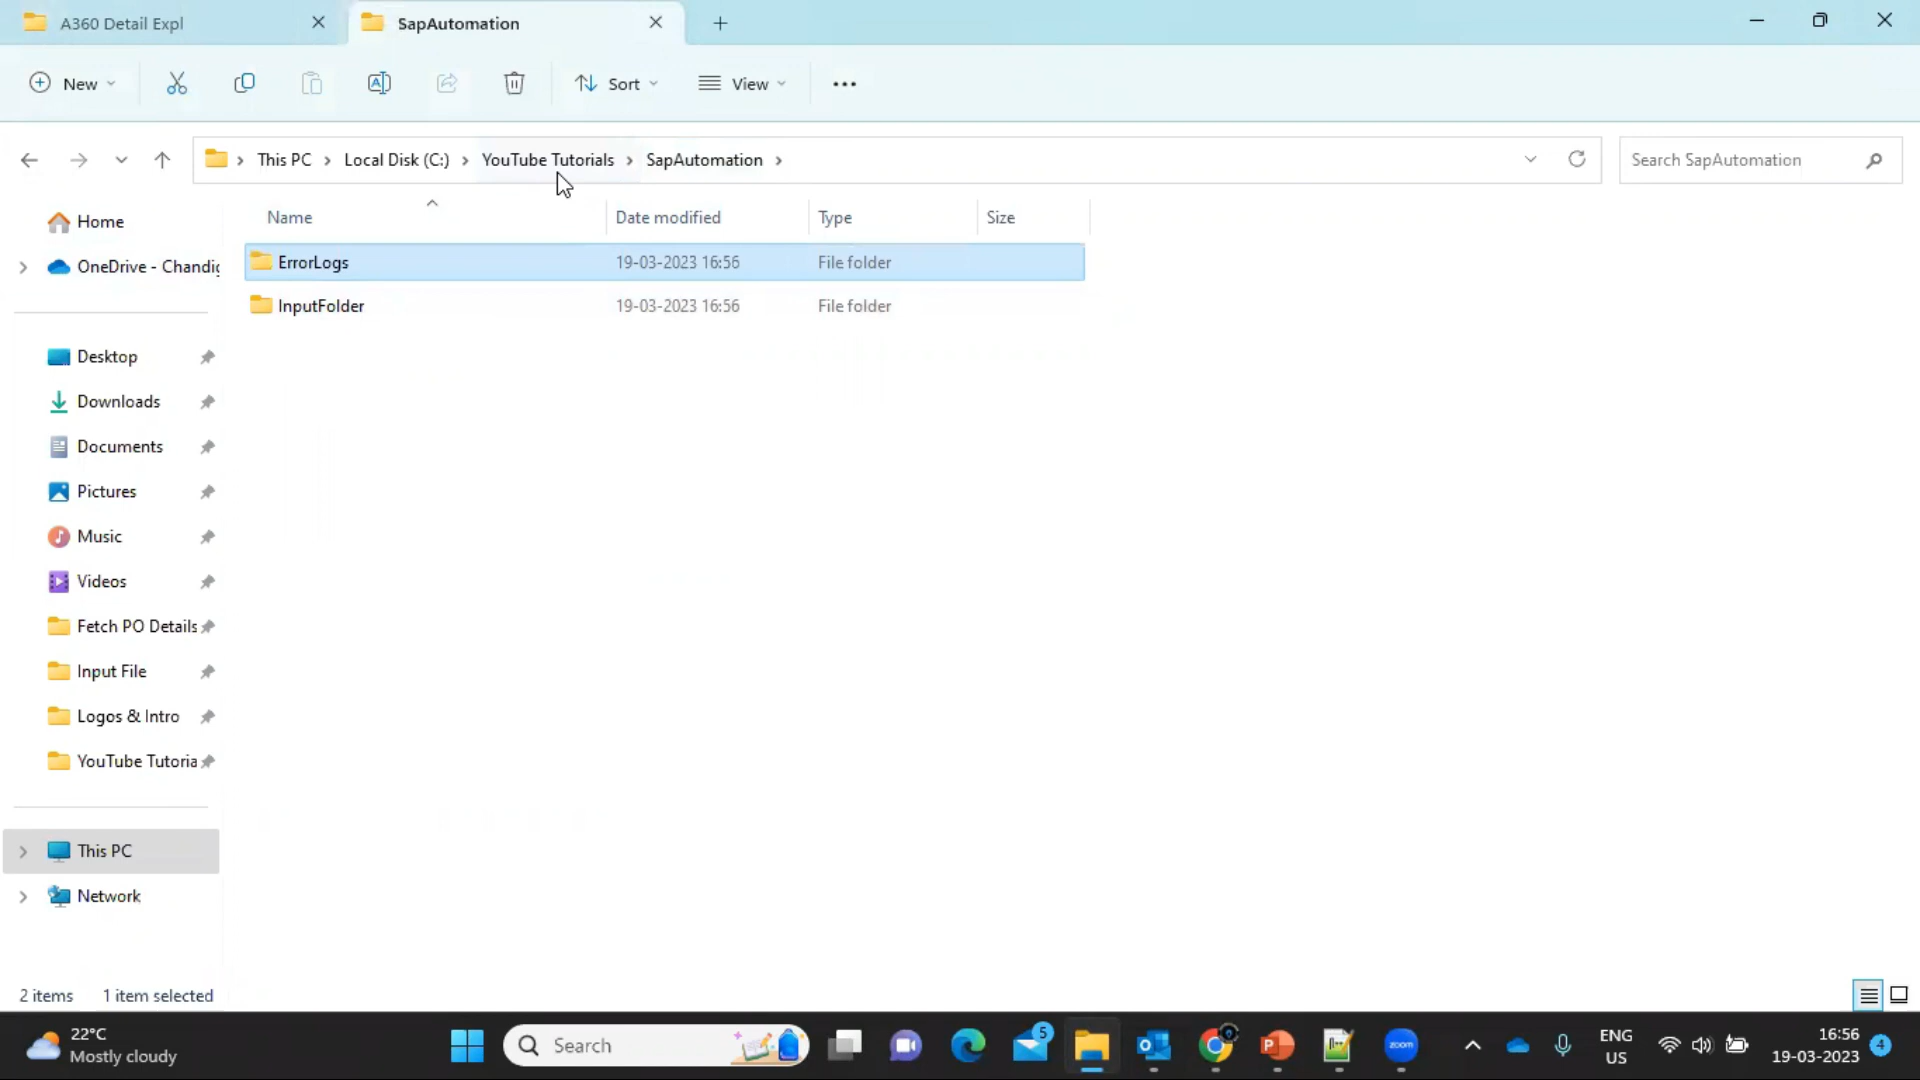 A360 Detail Expl
SapAutomation
New
Sort
View
This PC
Local Disk (C:)
YouTube Tutorials
SapAutomation
Search SapAutomation
Name
Date modified
Type
Size
ErrorLogs
19-03-2023 16:56
File folder
InputFolder
19-03-2023 16:56
File folder
Home
OneDrive - Chandig
Desktop
Downloads
Documents
Pictures
Music
Videos
Fetch PO Details
Input File
Logos & Intro
YouTube Tutoria
This PC
Network
2 items
1 item selected
22°C
Mostly cloudy
Search
5
zoom
ENG
US
16:56
19-03-2023
4